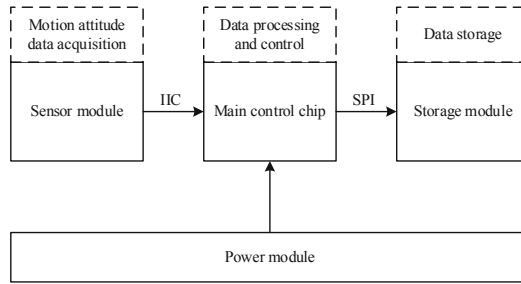 Motion attitude
data acquisition
Data processing
and control
Data storage
Sensor module
IIC
Main control chip
SPI
Storage module
Power module